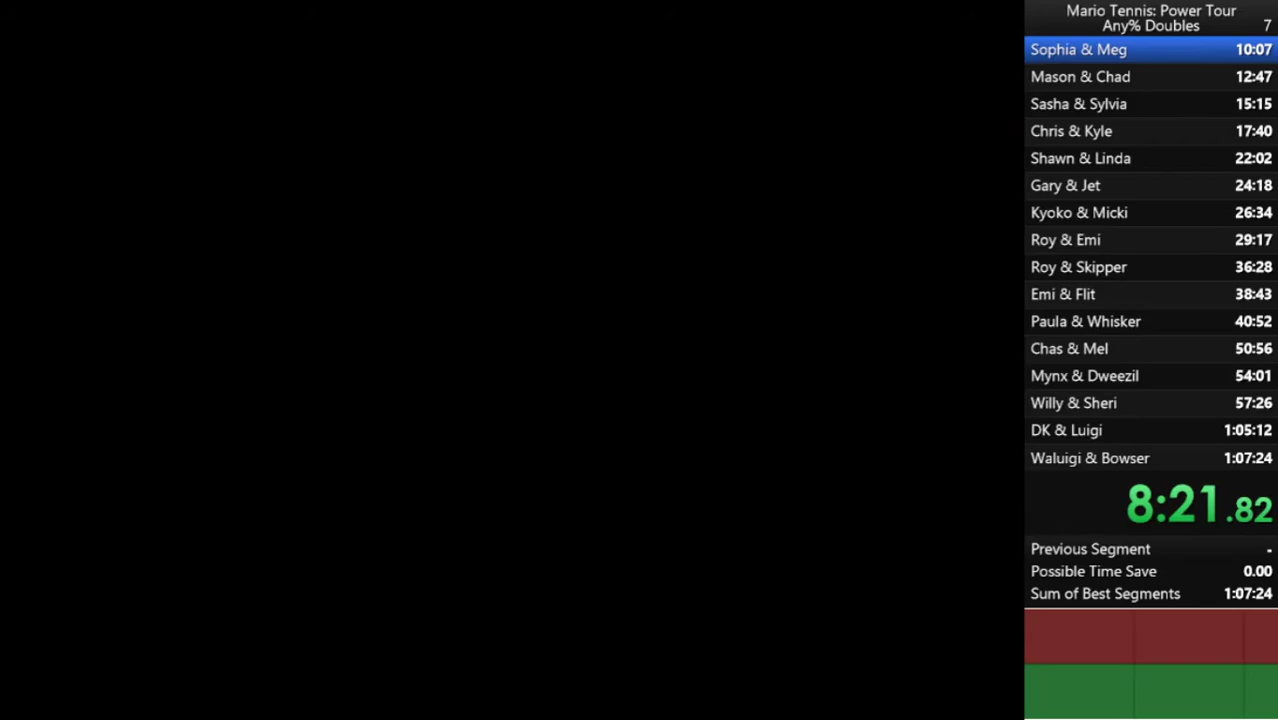 Mario Tennis: Power Tour
Any% Doubles 7
Sophia & Meg 10:07
Mason & Chad 12:47
Sasha & Sylvia 15:15
Chris & Kyle 17:40
Shawn & Linda 22:02
Gary & Jet 24:18
Kyoko & Micki 26:34
Roy & Emi 29:17
Roy & Skipper 36:28
Emi & Flit 38:43
Paula & Whisker 40:52
Chas & Mel 50:56
Mynx & Dweezil 54:01
Willy & Sheri 57:26
DK & Luigi 1:05:12
Waluigi & Bowser 1:07:24
8:21.82
Previous Segment -
Possible Time Save 0.00
Sum of Best Segments 1:07:24